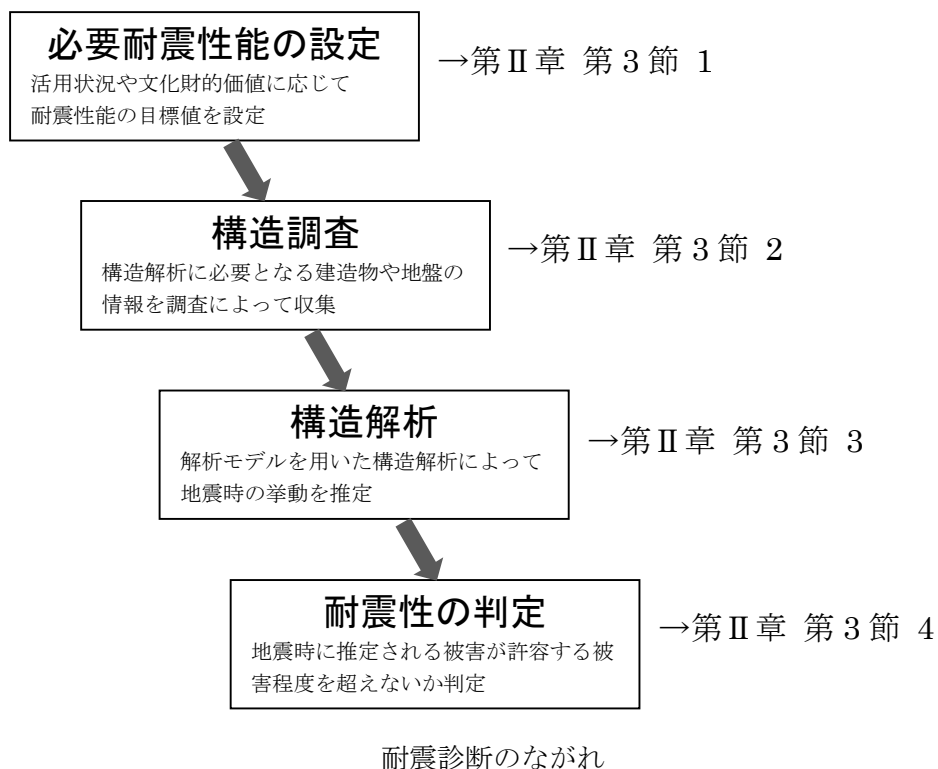 必要耐震性能の設定
活用状況や文化財的価値に応じて
耐震性能の目標値を設定
→第Ⅱ章 第3節 1
構造調査
構造解析に必要となる建造物や地盤の
情報を調査によって収集
→第Ⅱ章 第3節 2
構造解析
解析モデルを用いた構造解析によって
地震時の挙動を推定
→第Ⅱ章 第3節 3
耐震性の判定
地震時に推定される被害が許容する被
害程度を超えないか判定
→第Ⅱ章 第3節 4
耐震診断のながれ